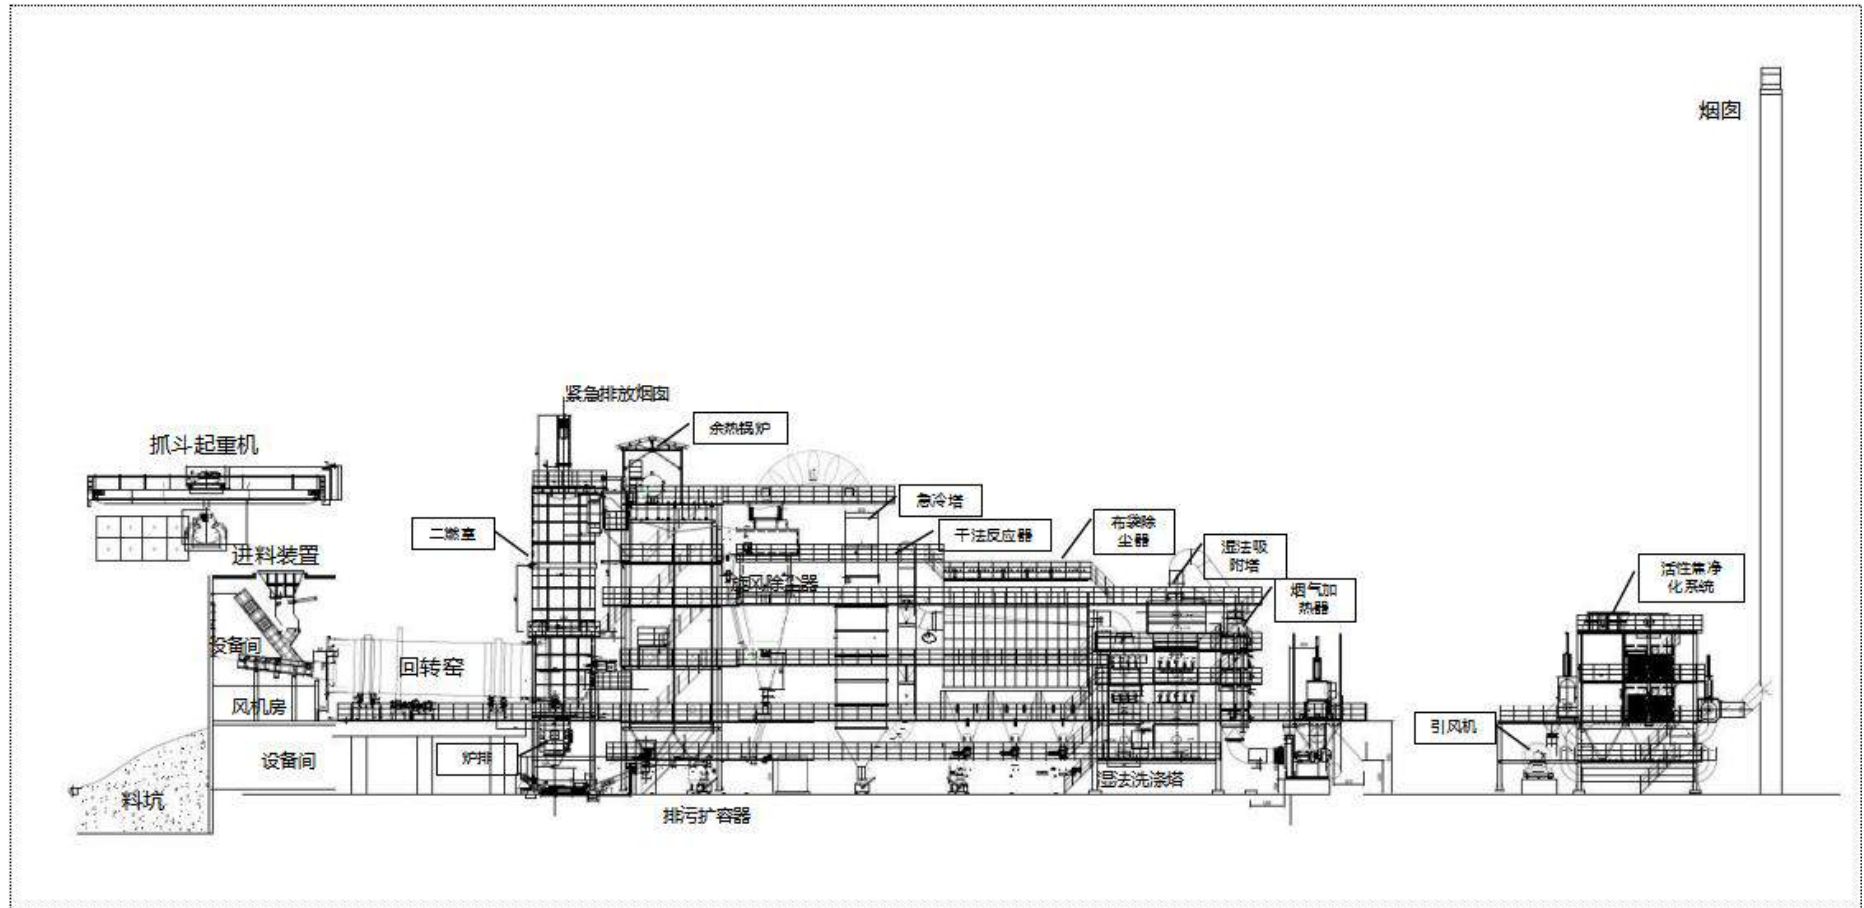 烟囱
紧急排放烟囱
余热锅炉
抓斗起重机
急冷塔
二燃室
干法反应器
布袋除
尘器
湿法吸
附塔
进料装置
旋风除尘器
烟气加
热器
活性焦净
化系统
设备间
回转窑
风机房
引风机
设备间
炉排
料坑
湿法洗涤塔
排污扩容器